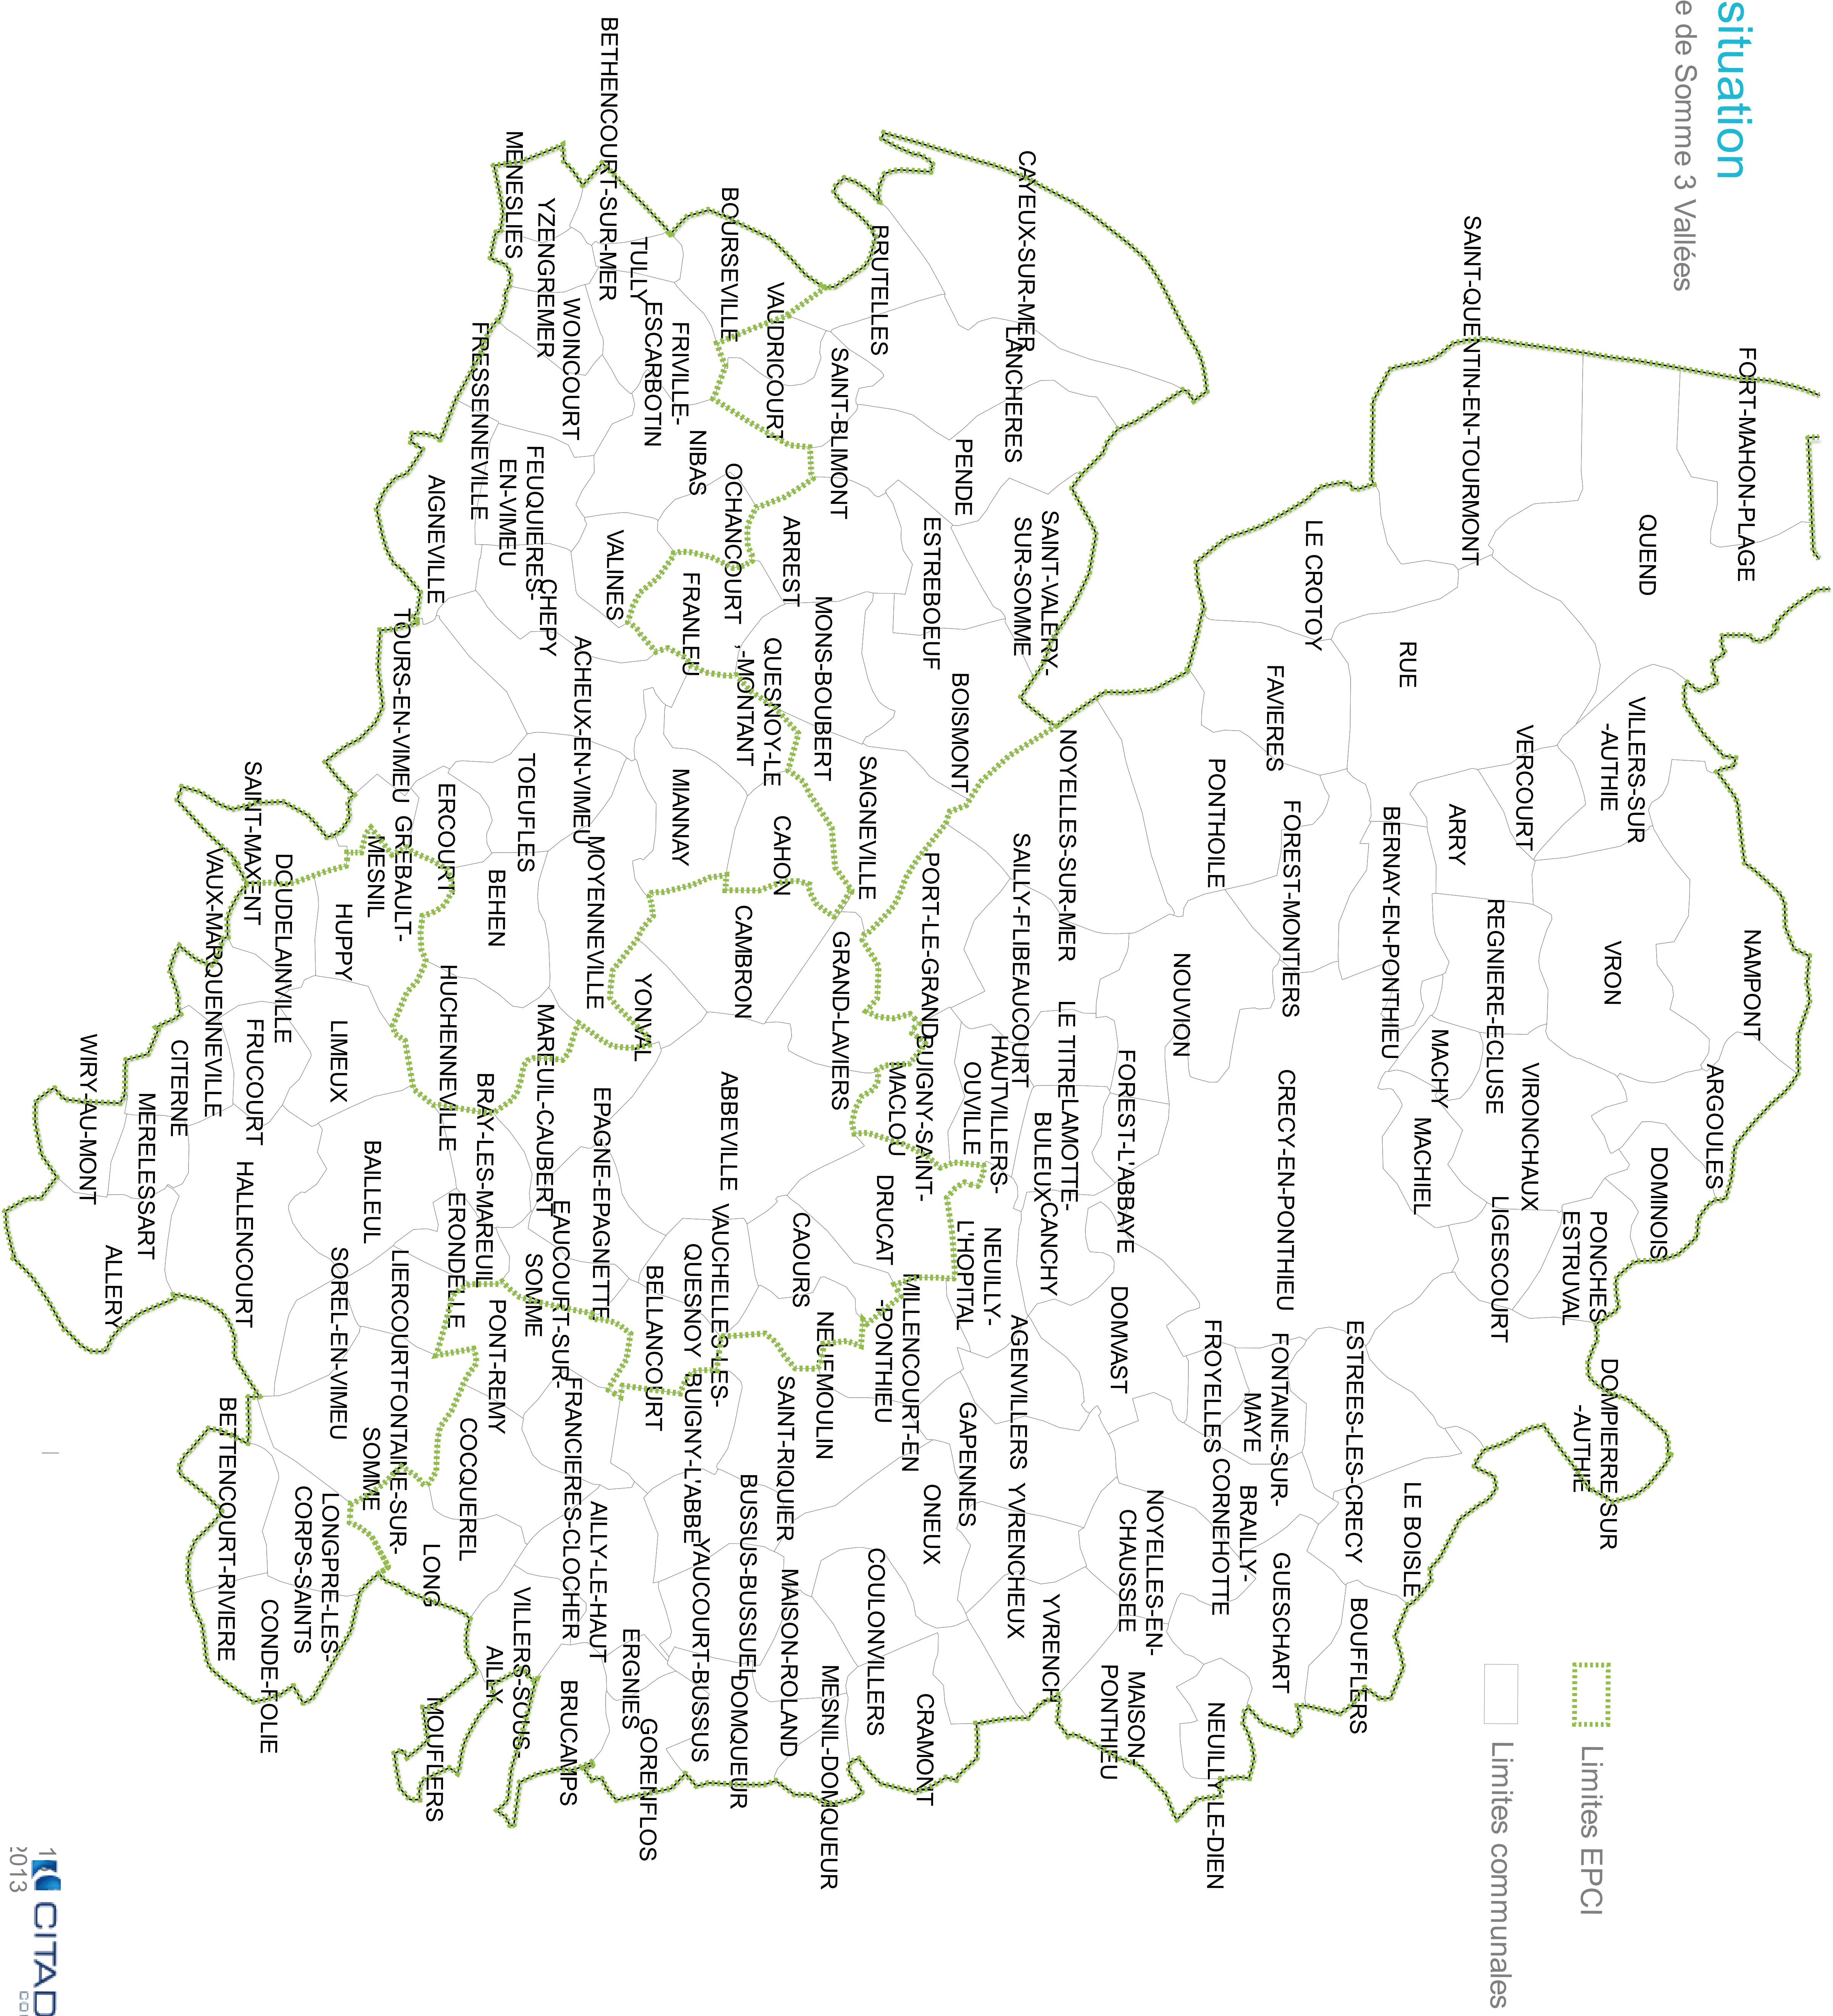 situation
e de Somme 3 Vallées
FORT-MAHON-PLAGE
QUEND
SAINT-QUENTIN-EN-TOURMONT
NAMPONT
ARGOULES
VILLERS-SUR
-AUTHIE
VRON
DOMINOIS
PONCHES
ESTRUVAL
DOMPIERRE-SUR
-AUTHIE
VERCOURT
VIRONCHAUX
REGNIERE-ECLUSE
LIGESCOURT
ARRY
MACHY
MACHIEL
RUE
BERNAY-EN-PONTHIEU
LE BOISLE
ESTREES-LES-CRECY
BOUFFLERS
LE CROTOY
FAVIERES
FOREST-MONTIERS
CRECY-EN-PONTHIEU
FONTAINE-SUR-
MAYE
GUESCHART
BRAILLY-
CORNEHOTTE
FROYELLES
PONTHOILE
NEUILLY-LE-DIEN
NOUVION
NOYELLES-EN-
CHAUSSEE
MAISON-
PONTHIEU
FOREST-L'ABBAYE
DOMVAST
NOYELLES-SUR-MER
LE TITRE
LAMOTTE-
BULEUX
CANCHY
YVRENCH
CAYEUX-SUR-MER
LANCHERES
SAINT-VALERY-
SUR-SOMME
SAILLY-FLIBEAUCOURT
HAUTVILLERS-
OUVILLE
AGENVILLERS
YVRENCHEUX
NEUILLY-
L'HOPITAL
GAPENNES
PENDE
BOISMONT
ESTREBOEUF
PORT-LE-GRAND
BUIGNY-SAINT-
MACLOU
MILLENCOURT-EN
-PONTHIEU
ONEUX
CRAMONT
BRUTELLES
SAIGNEVILLE
DRUCAT
COULONVILLERS
SAINT-BLIMONT
MONS-BOUBERT
GRAND-LAVIERS
NEUFMOULIN
MESNIL-DOMQUEUR
ARREST
CAOURS
SAINT-RIQUIER
MAISON-ROLAND
VAUDRICOURT
QUESNOY-LE
-MONTANT
CAHON
BOURSEVILLE
OCHANCOURT
CAMBRON
ABBEVILLE
VAUCHELLES-LES-
QUESNOY
BUSSUS-BUSSUEL
DOMQUEUR
NIBAS
FRANLEU
BUIGNY-L'ABBE
YAUCOURT-BUSSUS
FRIVILLE-
ESCARBOTIN
MIANNAY
TULLY
BELLANCOURT
YONVAL
ERGNIES
GORENFLOS
BETHENCOURT-SUR-MER
VALINES
EPAGNE-EPAGNETTE
AILLY-LE-HAUT
-CLOCHER
WOINCOURT
ACHEUX-EN-VIMEU
MOYENNEVILLE
FRANCIERES
BRUCAMPS
YZENGREMER
CHEPY
MAREUIL-CAUBERT
EAUCOURT-SUR-
SOMME
MENESLIES
FEUQUIERES-
EN-VIMEU
TOEUFLES
BEHEN
VILLERS-SOUS-
AILLY
FRESSENNEVILLE
BRAY-LES-MAREUIL
PONT-REMY
COCQUEREL
AIGNEVILLE
ERCOURT
HUCHENNEVILLE
ERONDELLE
LONG
MOUFLERS
TOURS-EN-VIMEU
GREBAULT-
MESNIL
LIERCOURT
FONTAINE-SUR-
SOMME
BAILLEUL
HUPPY
LIMEUX
SOREL-EN-VIMEU
LONGPRE-LES-
CORPS-SAINTS
SAINT-MAXENT
DOUDELAINVILLE
FRUCOURT
HALLENCOURT
CONDE-FOLIE
VAUX-MARQUENNEVILLE
BETTENCOURT-RIVIERE
CITERNE
MERELESSART
ALLERY
WIRY-AU-MONT
Limites EPCI
Limites communales
CITAD
2013